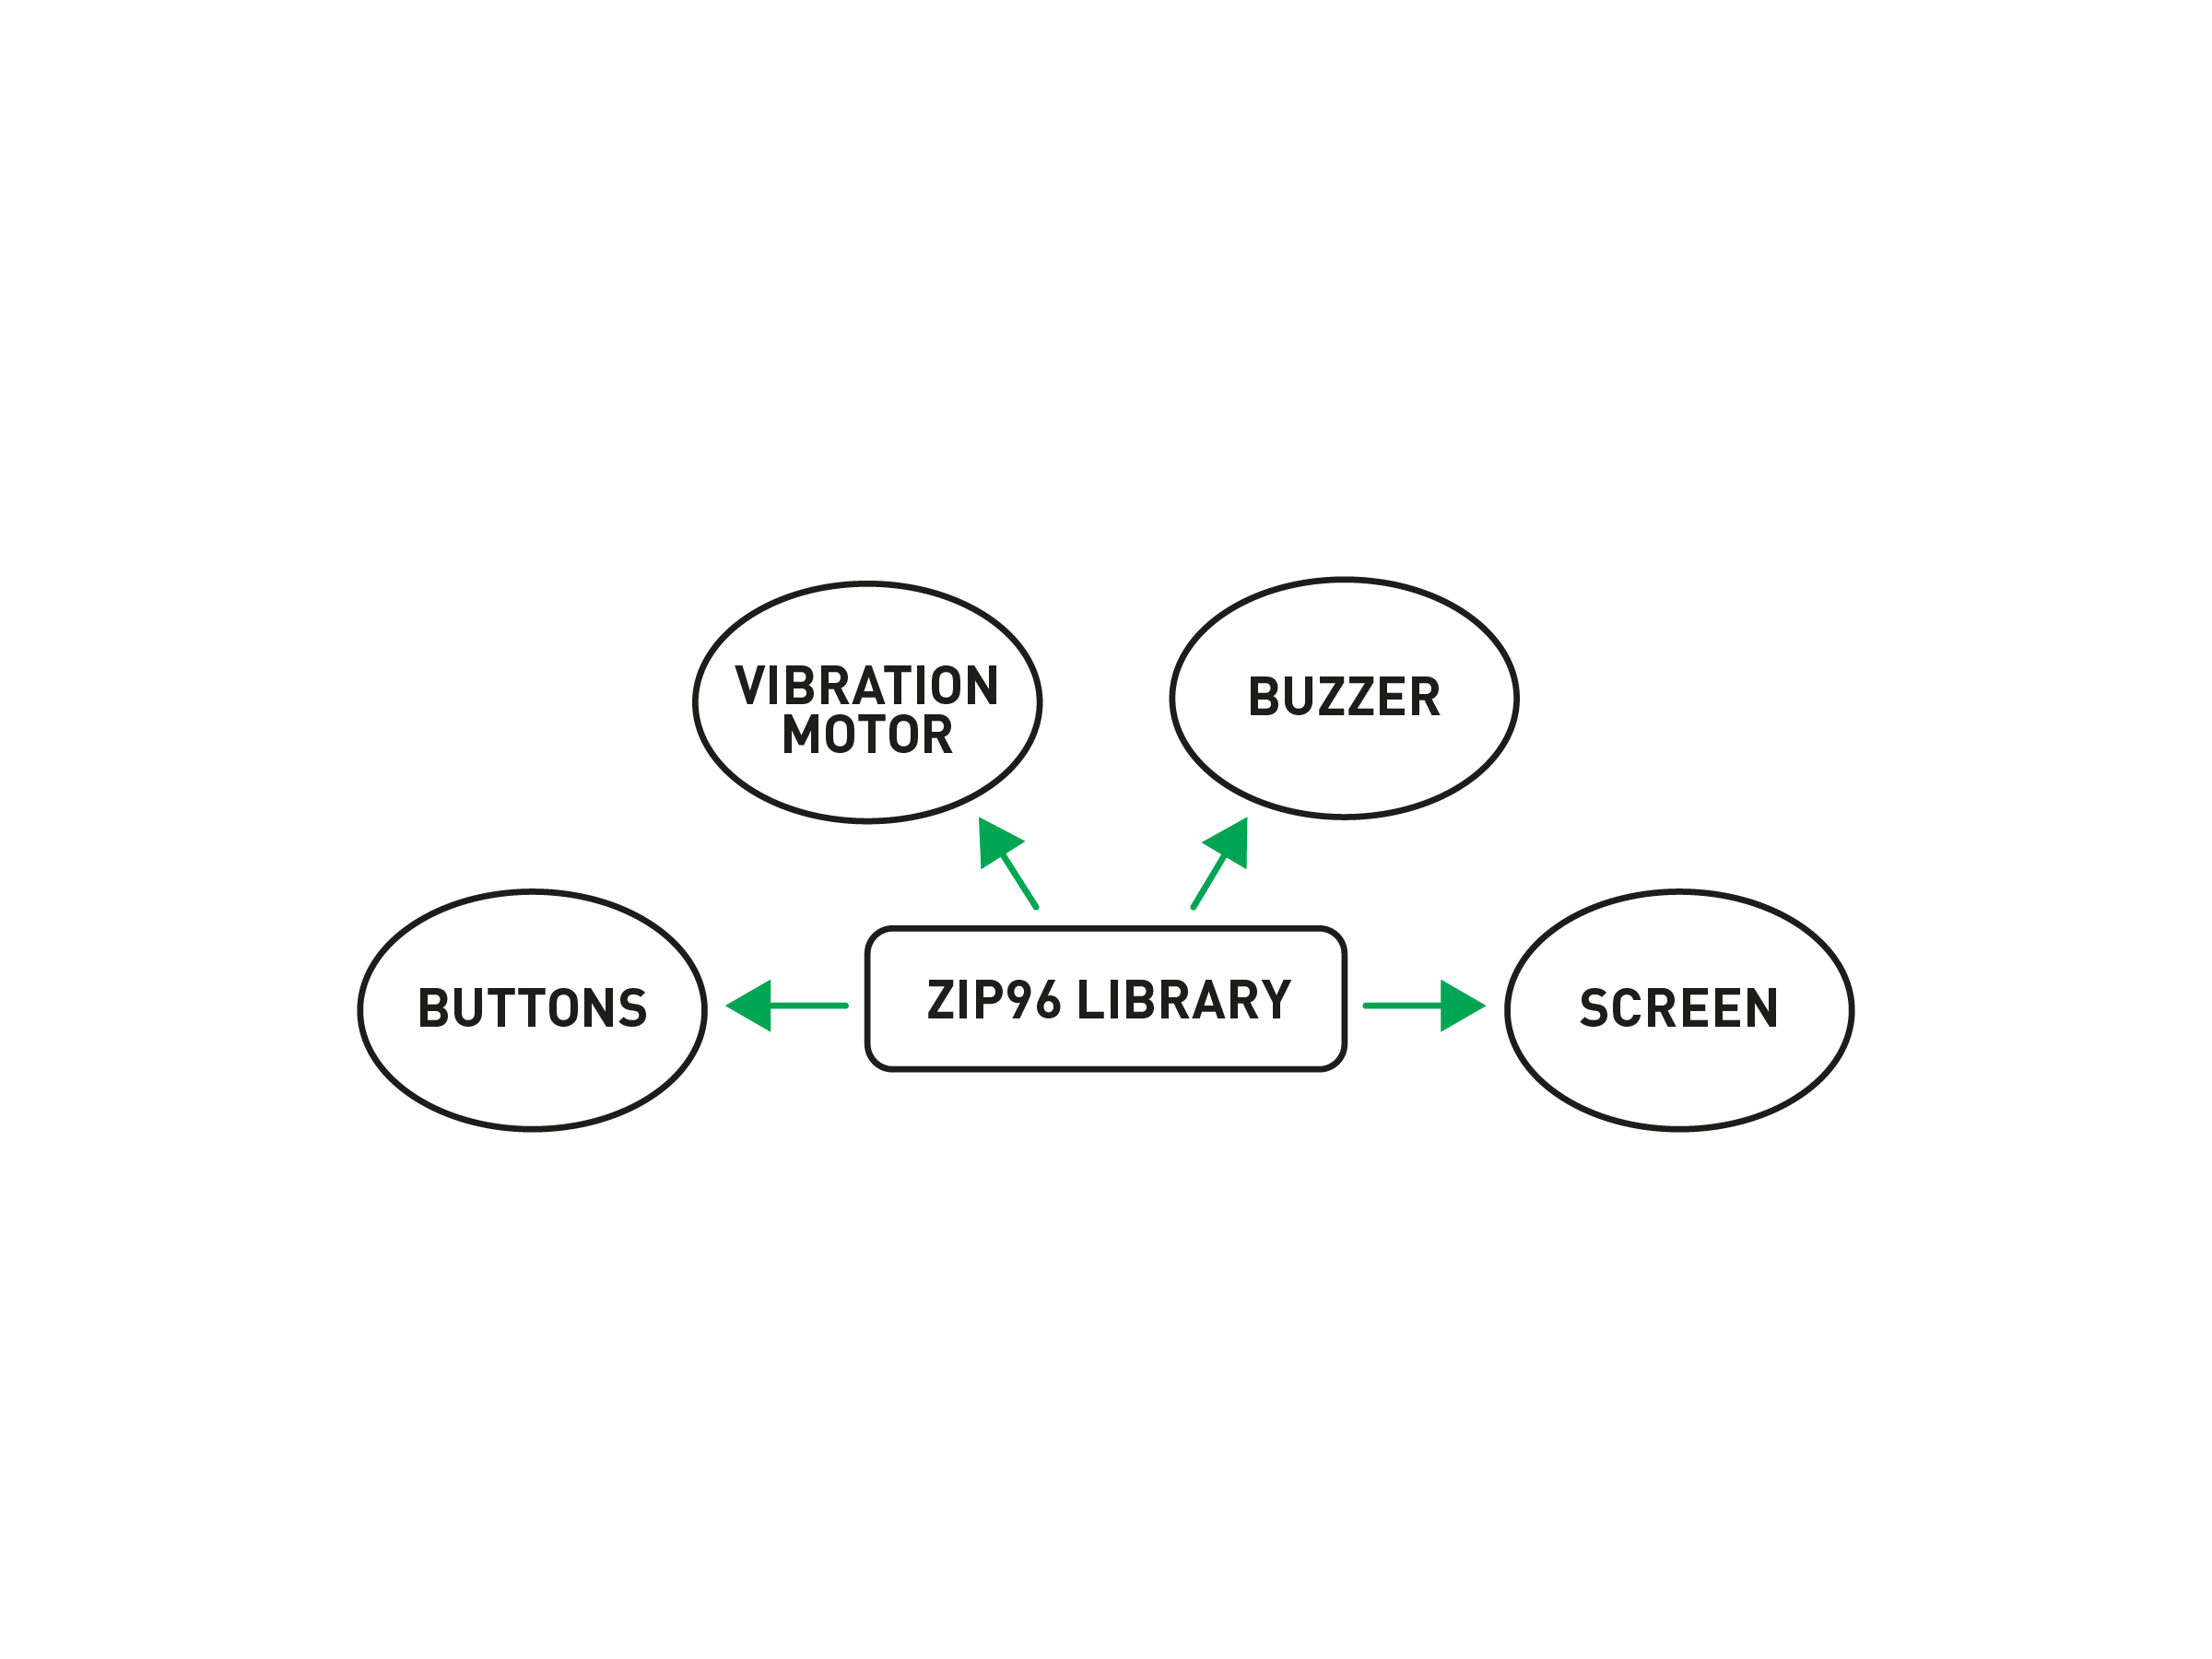 VIBRATION
MOTOR
BUZZER
BUTTONS
ZIP96 LIBRARY
SCREEN